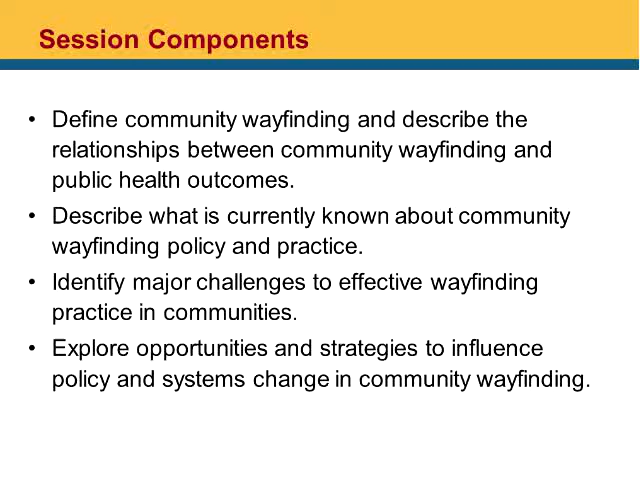 Session Components
• Define community wayfinding and describe the
relationships between community wayfinding and
public health outcomes.
• Describe what is currently known about community
wayfinding policy and practice.
• Identify major challenges to effective wayfinding
practice in communities.
• Explore opportunities and strategies to influence
policy and systems change in community wayfinding.